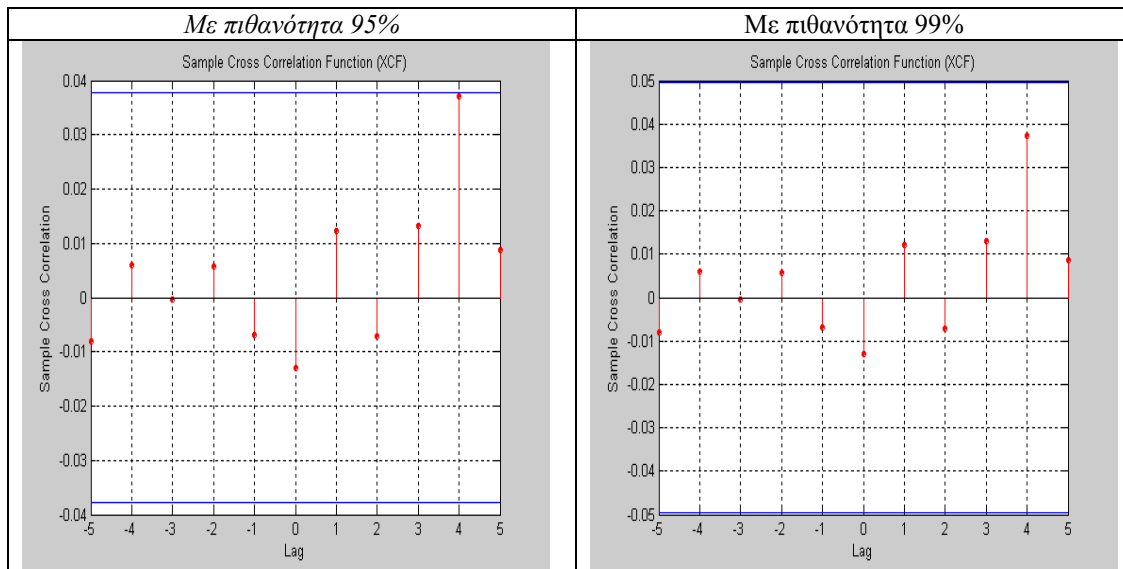 Με πιθανότητα 95%
Με πιθανότητα 99%
Sample Cross Correlation Function (XCF)
Sample Cross Correlation
0.04
0.03
0.02
0.01
0
-0.01
-0.02
-0.03
-0.04
-5 -4 -3 -2 -1 0 1 2 3 4 5
Lag
Sample Cross Correlation Function (XCF)
Sample Cross Correlation
0.05
0.04
0.03
0.02
0.01
0
-0.01
-0.02
-0.03
-0.04
-0.05
-5 -4 -3 -2 -1 0 1 2 3 4 5
Lag